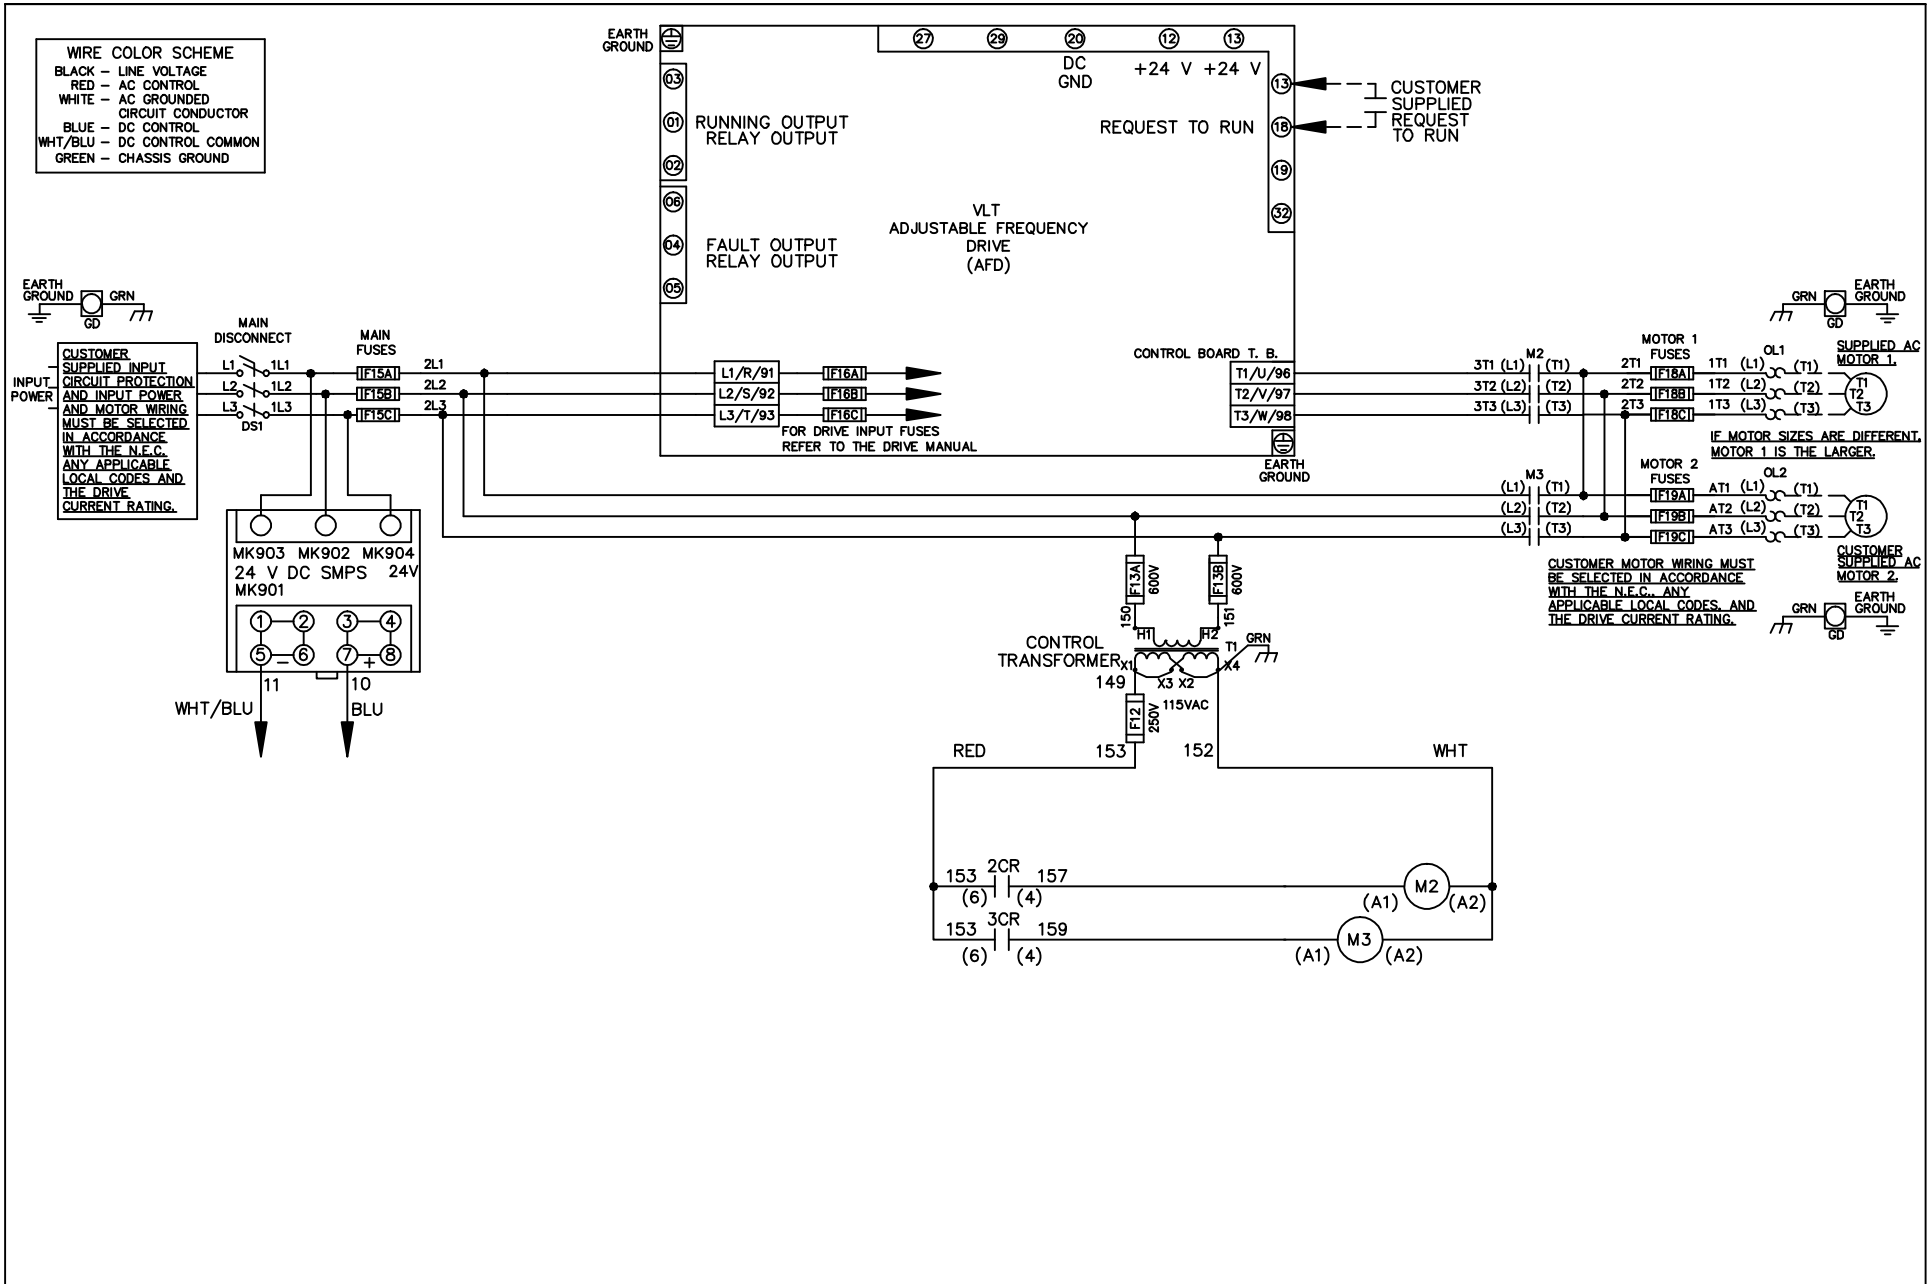 WIRE COLOR SCHEME
BLACK – LINE VOLTAGE
RED – AC CONTROL
WHITE – AC GROUNDED
CIRCUIT CONDUCTOR
BLUE – DC CONTROL
WHT/BLU – DC CONTROL COMMON
GREEN – CHASSIS GROUND
EARTH
GROUND
03
01
02
RUNNING OUTPUT
RELAY OUTPUT
06
04
05
FAULT OUTPUT
RELAY OUTPUT
27
29
20
12
13
DC
GND
+24 V
+24 V
13
18
19
32
REQUEST TO RUN
CUSTOMER
SUPPLIED
REQUEST
TO RUN
VLT
ADJUSTABLE FREQUENCY
DRIVE
(AFD)
EARTH
GROUND
GRN
GD
INPUT
POWER
CUSTOMER
SUPPLIED INPUT
CIRCUIT PROTECTION
AND INPUT POWER
AND MOTOR WIRING
MUST BE SELECTED
IN ACCORDANCE
WITH THE N.E.C.
ANY APPLICABLE
LOCAL CODES AND
THE DRIVE
CURRENT RATING.
MAIN
DISCONNECT
L1 1L1
L2 1L2
L3 1L3
DS1
MAIN
FUSES
F15A
F15B
F15C
2L1
2L2
2L3
L1/R/91
L2/S/92
L3/T/93
F16A
F16B
F16C
FOR DRIVE INPUT FUSES
REFER TO THE DRIVE MANUAL
CONTROL BOARD T. B.
T1/U/96
T2/V/97
T3/W/98
EARTH
GROUND
M2
3T1 (L1) (T1)
3T2 (L2) (T2)
3T3 (L3) (T3)
MOTOR 1
FUSES
2T1 F18A 1T1 (L1)
2T2 F18B 1T2 (L2)
2T3 F18C 1T3 (L3)
OL1
(T1)
(T2)
(T3)
T1
T2
T3
GRN
GD
EARTH
GROUND
SUPPLIED AC
MOTOR 1.
IF MOTOR SIZES ARE DIFFERENT,
MOTOR 1 IS THE LARGER.
M3
(L1) (T1)
(L2) (T2)
(L3) (T3)
MOTOR 2
FUSES
F19A AT1 (L1)
F19B AT2 (L2)
F19C AT3 (L3)
OL2
(T1)
(T2)
(T3)
T1
T2
T3
CUSTOMER
SUPPLIED AC
MOTOR 2.
CUSTOMER MOTOR WIRING MUST
BE SELECTED IN ACCORDANCE
WITH THE N.E.C., ANY
APPLICABLE LOCAL CODES, AND
THE DRIVE CURRENT RATING.
GRN
GD
EARTH
GROUND
MK903 MK902 MK904
24 V DC SMPS 24V
MK901
1 2 3 4
5 – 6 7 + 8
11
10
WHT/BLU
BLU
F13A
600V
F13B
600V
150
151
H1
H2
CONTROL
TRANSFORMER
T1
GRN
X1
X4
X3 X2
149
115VAC
F12
250V
153
152
RED
WHT
153 2CR 157
(6) (4)
M2
(A1) (A2)
153 3CR 159
(6) (4)
M3
(A1) (A2)